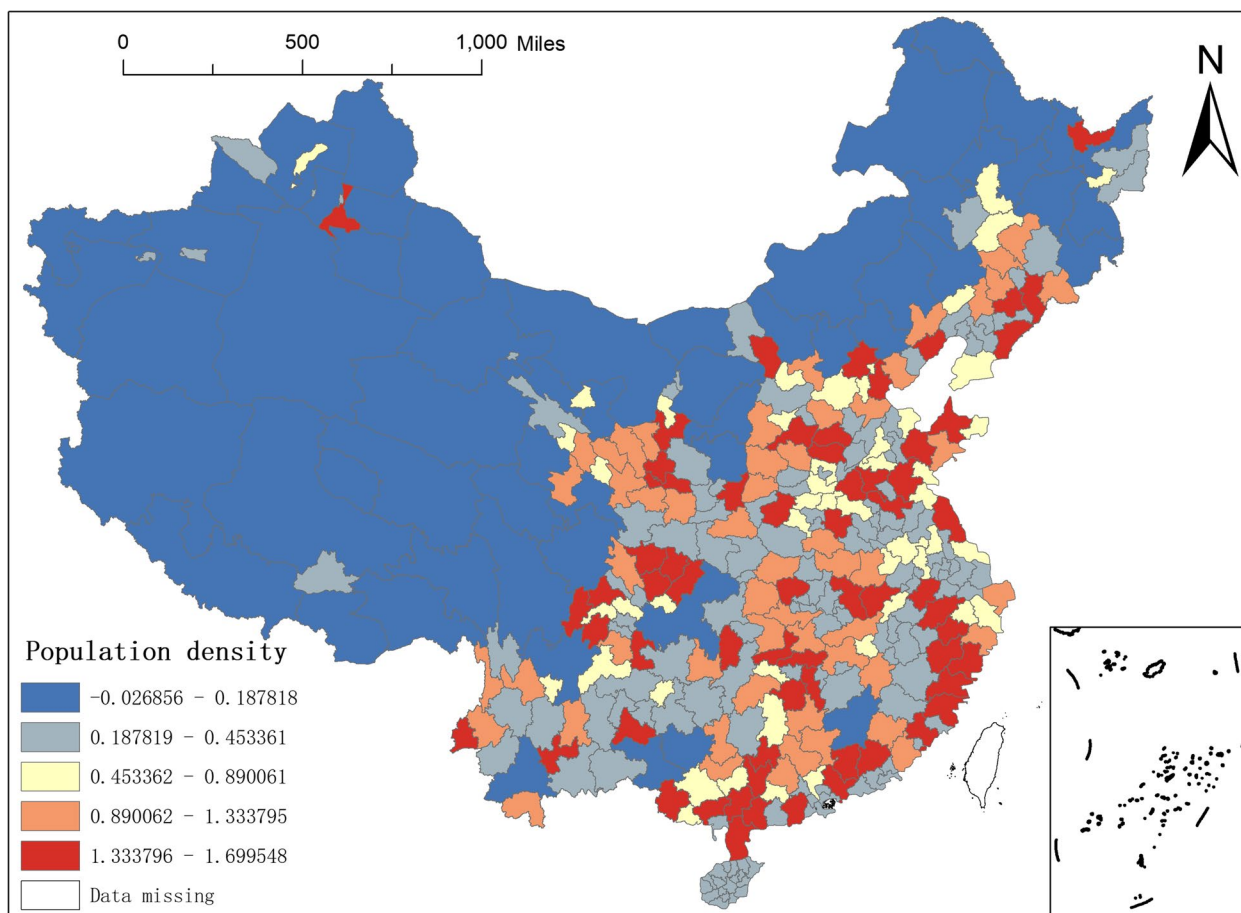 0 500 1,000 Miles
N
Population density
-0.026856 - 0.187818
0.187819 - 0.453361
0.453362 - 0.890061
0.890062 - 1.333795
1.333796 - 1.699548
Data missing